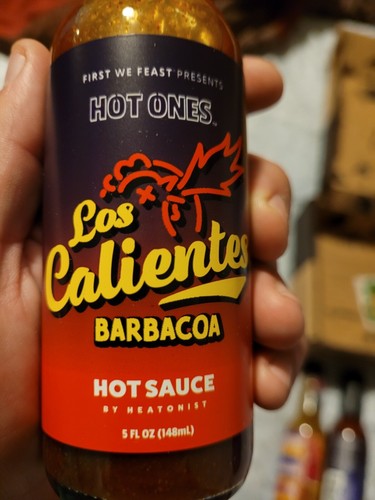 FIRST WE FEAST PRESENTS
HOT ONES
Los
Calientes
BARBACOA
HOT SAUCE
BY HEATONIST
5 FL OZ (148mL)